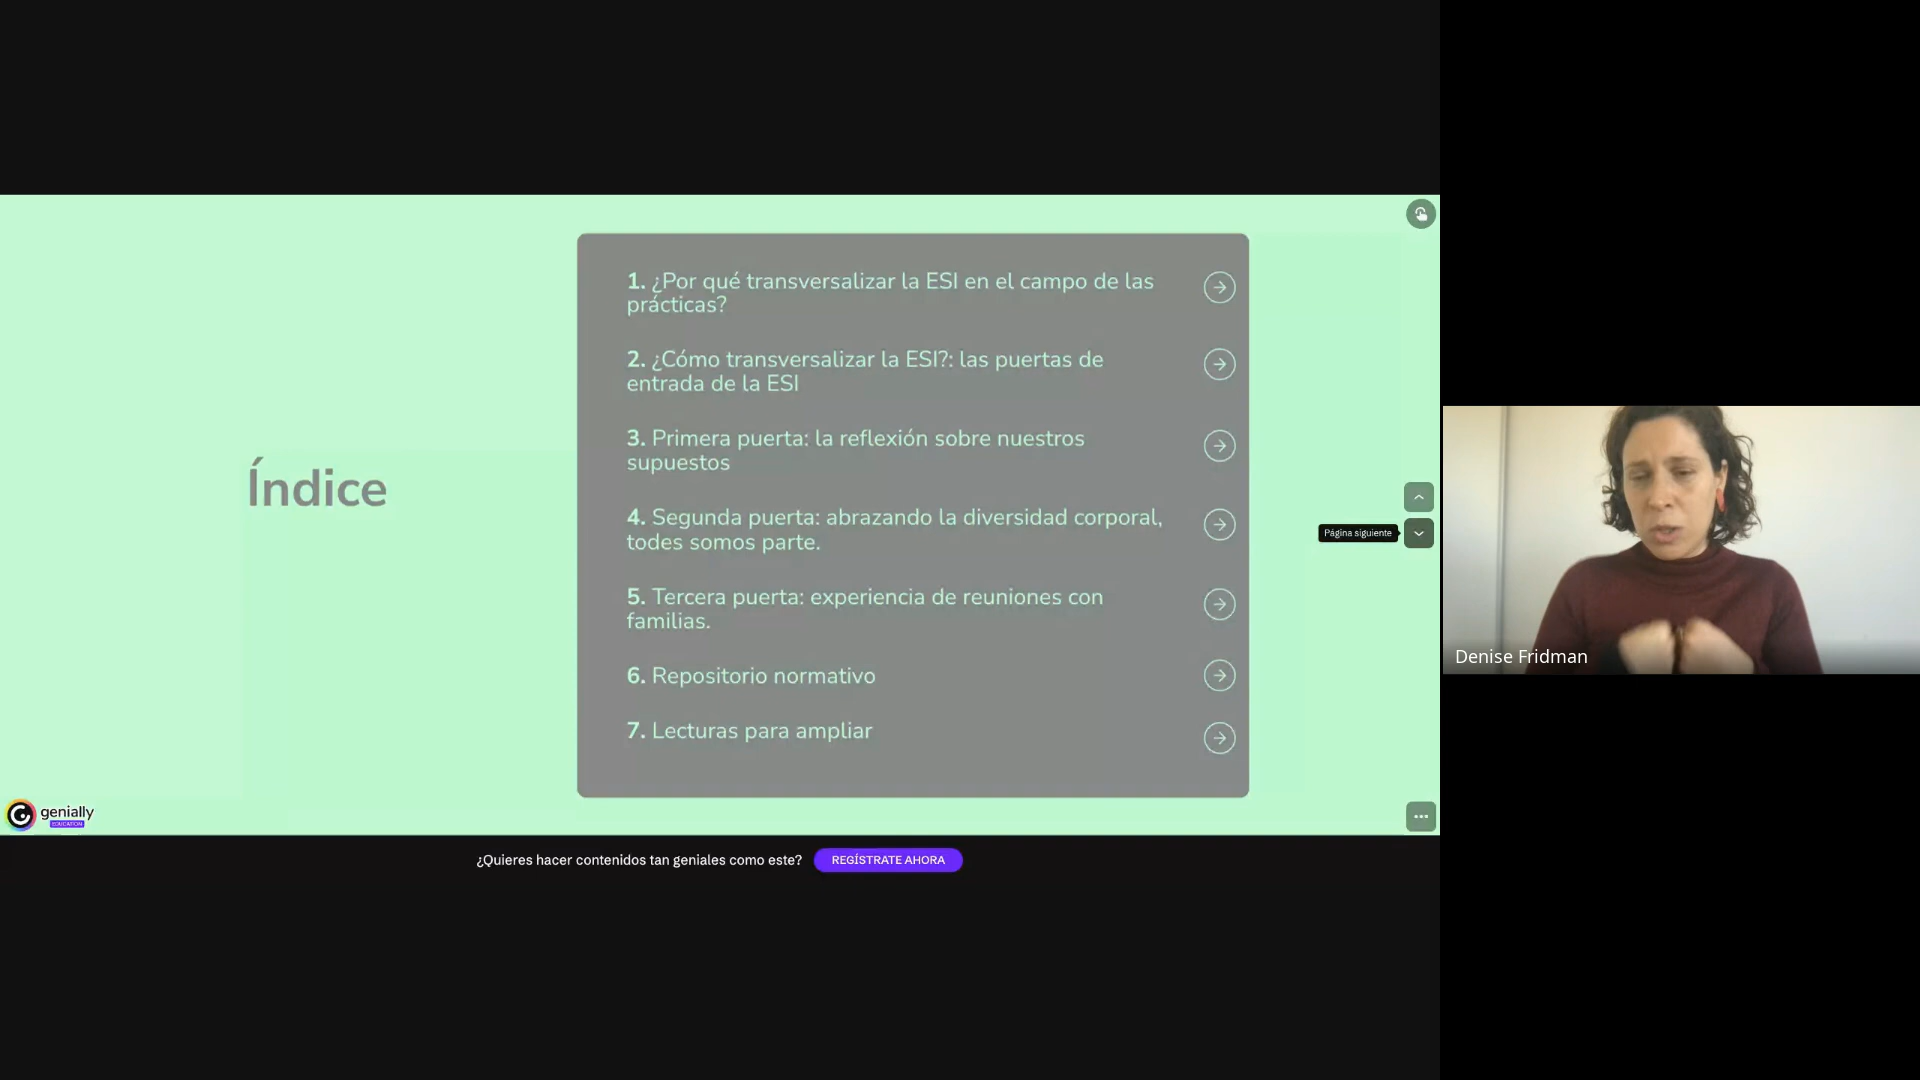 Índice
1. ¿Por qué transversalizar la ESI en el campo de las
prácticas?
2. ¿Cómo transversalizar la ESI?: las puertas de
entrada de la ESI
3. Primera puerta: la reflexión sobre nuestros
supuestos
4. Segunda puerta: abrazando la diversidad corporal,
todes somos parte.
5. Tercera puerta: experiencia de reuniones con
familias.
6. Repositorio normativo
7. Lecturas para ampliar
Página siguiente
genially
EDUCATION
¿Quieres hacer contenidos tan geniales como este?
REGÍSTRATE AHORA
Denise Fridman